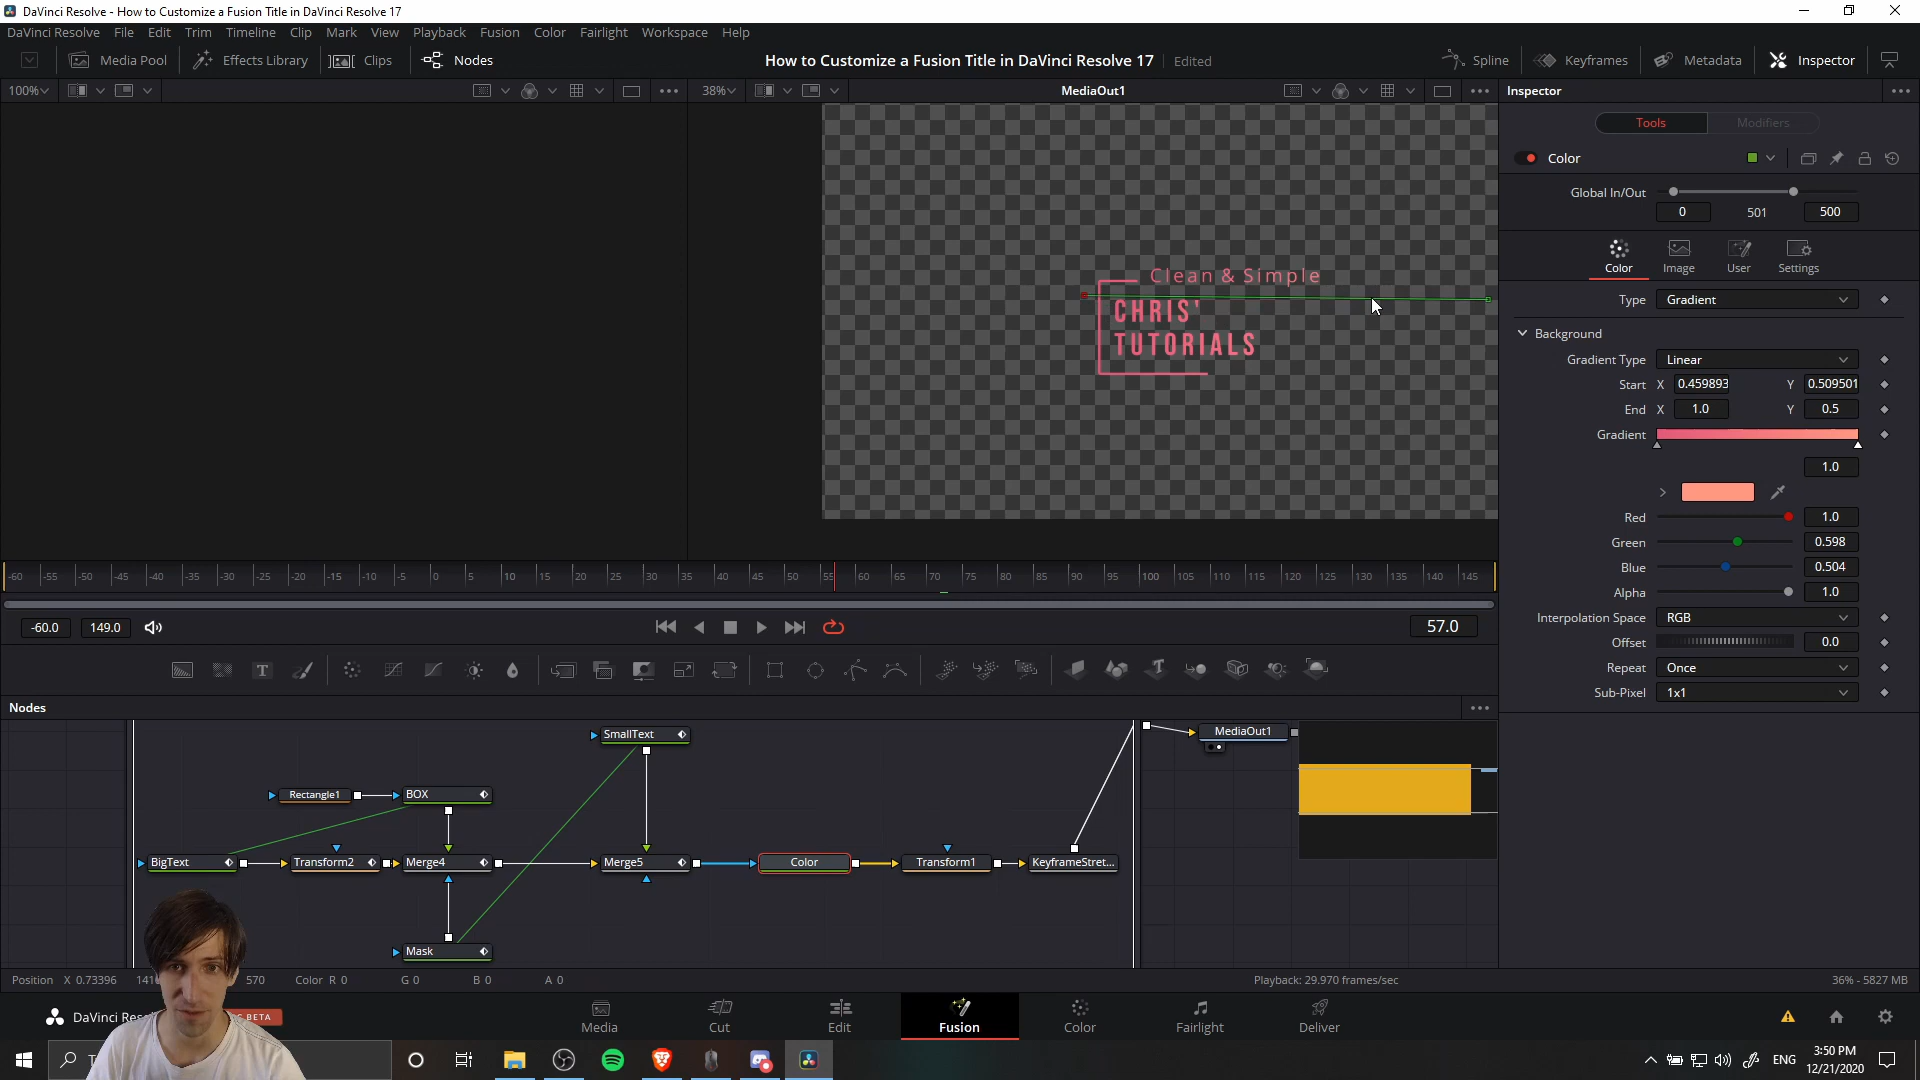 DaVinci Resolve - How to Customize a Fusion Title in DaVinci Resolve 17
DaVinci Resolve File Edit Trim Timeline Clip Mark View Playback Fusion Color Fairlight Workspace Help
Media Pool Effects Library Clips Nodes How to Customize a Fusion Title in DaVinci Resolve 17 Edited Spline Keyframes Metadata Inspector
100% 38% MediaOut1 Inspector
Tools Modifiers
Color
Global In/Out
0 501 500
Color Image User Settings
Type Gradient
Background
Gradient Type Linear
Start X 0.459893 Y 0.509501
End X 1.0 Y 0.5
Gradient
1.0
Red 1.0
Green 0.598
Blue 0.504
Alpha 1.0
Interpolation Space RGB
Offset 0.0
Repeat Once
Sub-Pixel 1x1
Clean & Simple
CHRIS'
TUTORIALS
-60 -55 -50 -45 -40 -35 -30 -25 -20 -15 -10 -5 0 5 10 15 20 25 30 35 40 45 50 55 60 65 70 75 80 85 90 95 100 105 110 115 120 125 130 135 140 145
-60.0 149.0 57.0
T T
Nodes
SmallText MediaOut1
Rectangle1 BOX
BigText Transform2 Merge4 Merge5 Color Transform1 KeyframeStret...
Mask
Position X 0.73396 570 Color R 0 G 0 B 0 A 0 Playback: 29.970 frames/sec 36% - 5827 MB
DaVinci BETA
Media Cut Edit Fusion Color Fairlight Deliver
ENG
3:50 PM
12/21/2020